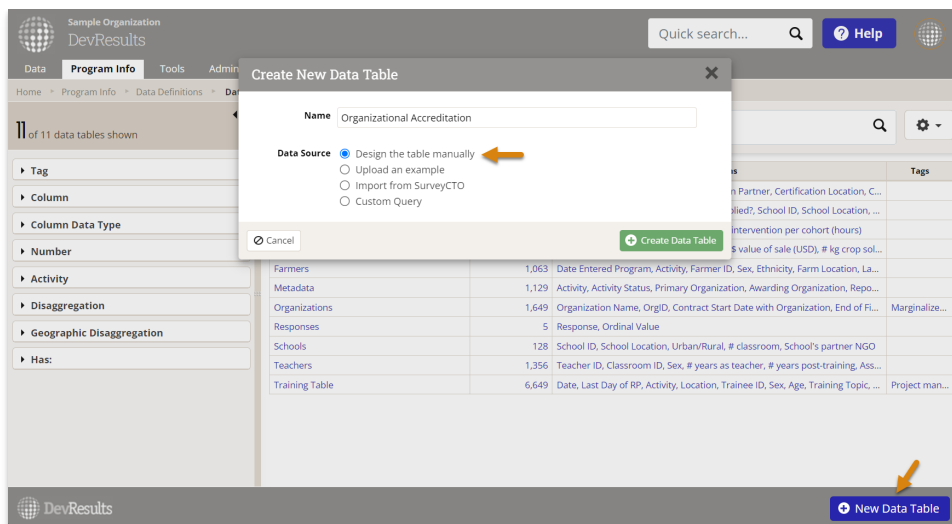 Sample Organization
DevResults
Quick search...
Help
Data Program Info Tools Admin
Home Program Info Data Definitions Da
11 of 11 data tables shown
Create New Data Table
Name Organizational Accreditation
Data Source Design the table manually
Upload an example
Import from SurveyCTO
Custom Query
Cancel
Create Data Table
Tag
Column
Column Data Type
Number
Activity
Disaggregation
Geographic Disaggregation
Has:
Tags
n Partner, Certification Location, C...
plied?, School ID, School Location, ...
intervention per cohort (hours)
$ value of sale (USD), # kg crop sol...
Farmers 1,063 Date Entered Program, Activity, Farmer ID, Sex, Ethnicity, Farm Location, La...
Metadata 1,129 Activity, Activity Status, Primary Organization, Awarding Organization, Repo...
Organizations 1,649 Organization Name, OrgID, Contract Start Date with Organization, End of Fi... Marginalize...
Responses 5 Response, Ordinal Value
Schools 128 School ID, School Location, Urban/Rural, # classroom, School's partner NGO
Teachers 1,356 Teacher ID, Classroom ID, Sex, # years as teacher, # years post-training, Ass...
Training Table 6,649 Date, Last Day of RP, Activity, Location, Trainee ID, Sex, Age, Training Topic, ... Project man...
DevResults
New Data Table